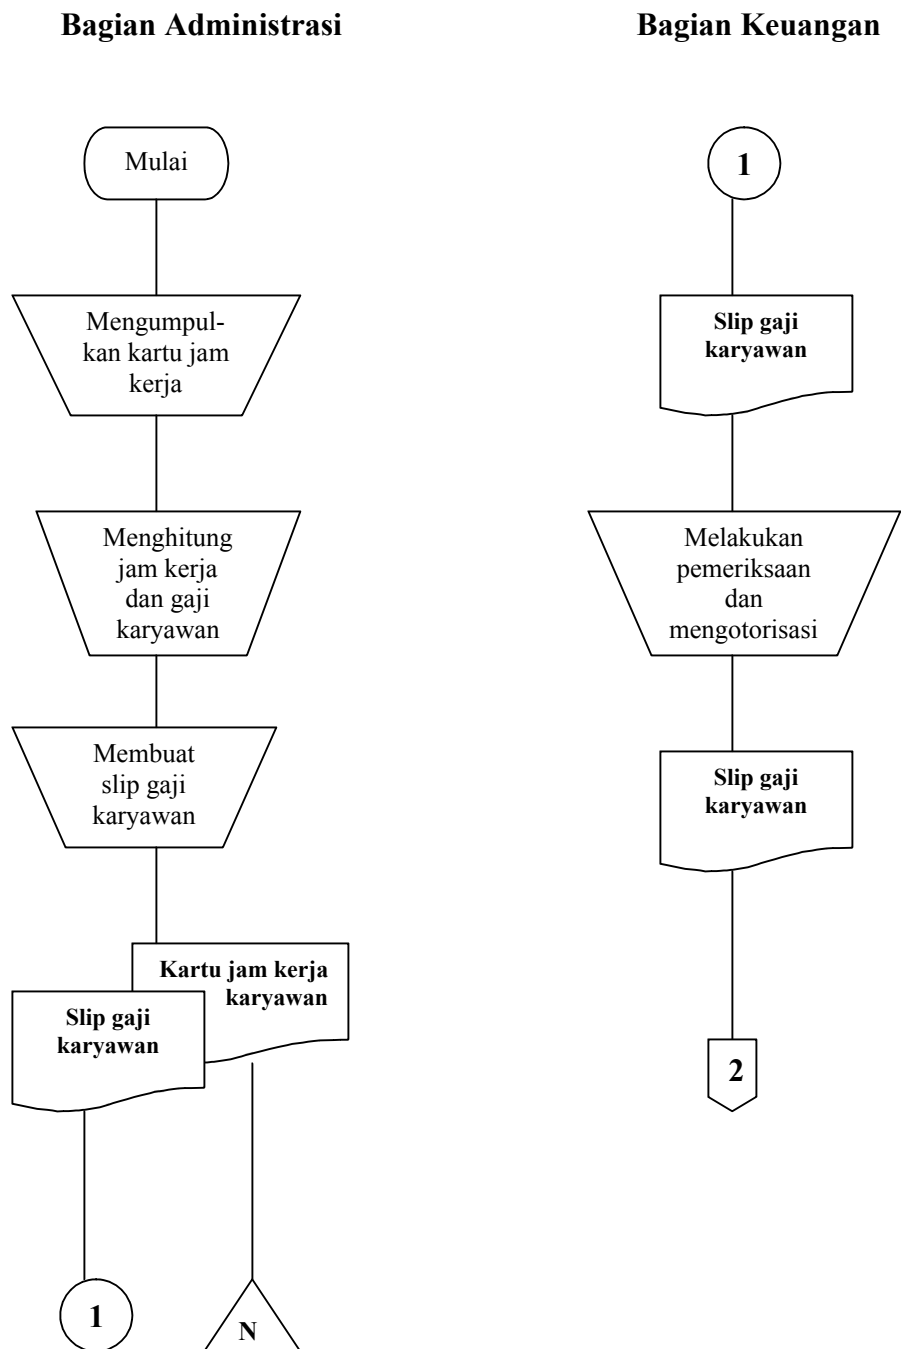 Bagian Administrasi
Bagian Keuangan
Mulai
Mengumpul-
kan kartu jam
kerja
Menghitung
jam kerja
dan gaji
karyawan
Membuat
slip gaji
karyawan
Kartu jam kerja
karyawan
Slip gaji
karyawan
1
N
1
Slip gaji
karyawan
Melakukan
pemeriksaan
dan
mengotorisasi
Slip gaji
karyawan
2